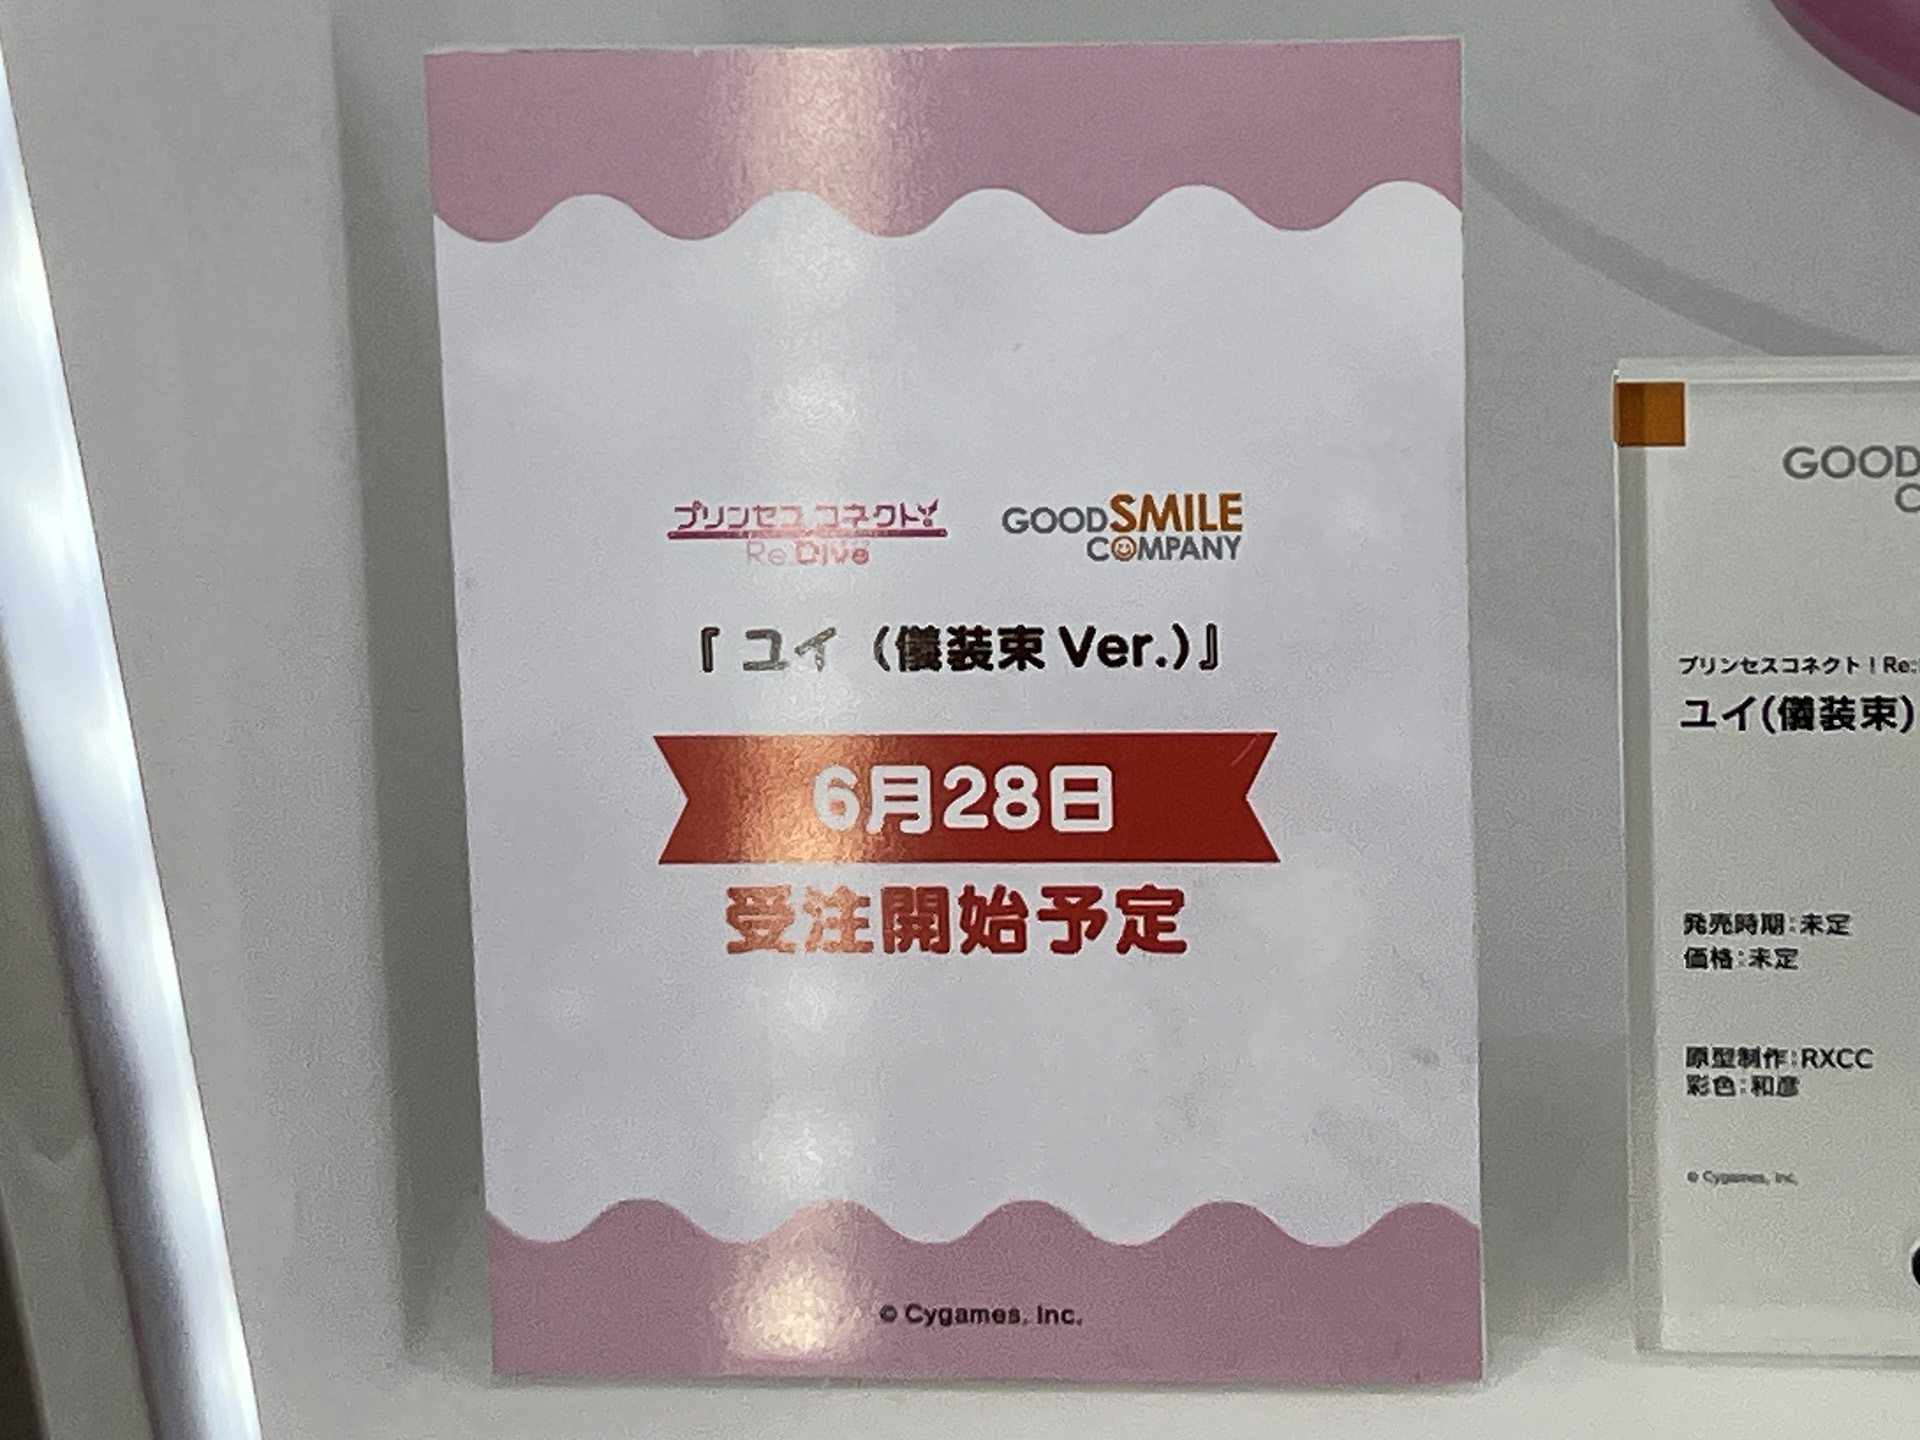 プリンセスコネクト!
Re:Dive
GOOD SMILE
COMPANY
『ユイ（儀装束 Ver.）』
6月28日
受注開始予定
© Cygames, Inc.
GOOD
C
プリンセスコネクト！Re:
ユイ(儀装束)
発売時期：未定
価格：未定
原型制作：RXCC
彩色：和彦
© Cygames, Inc.